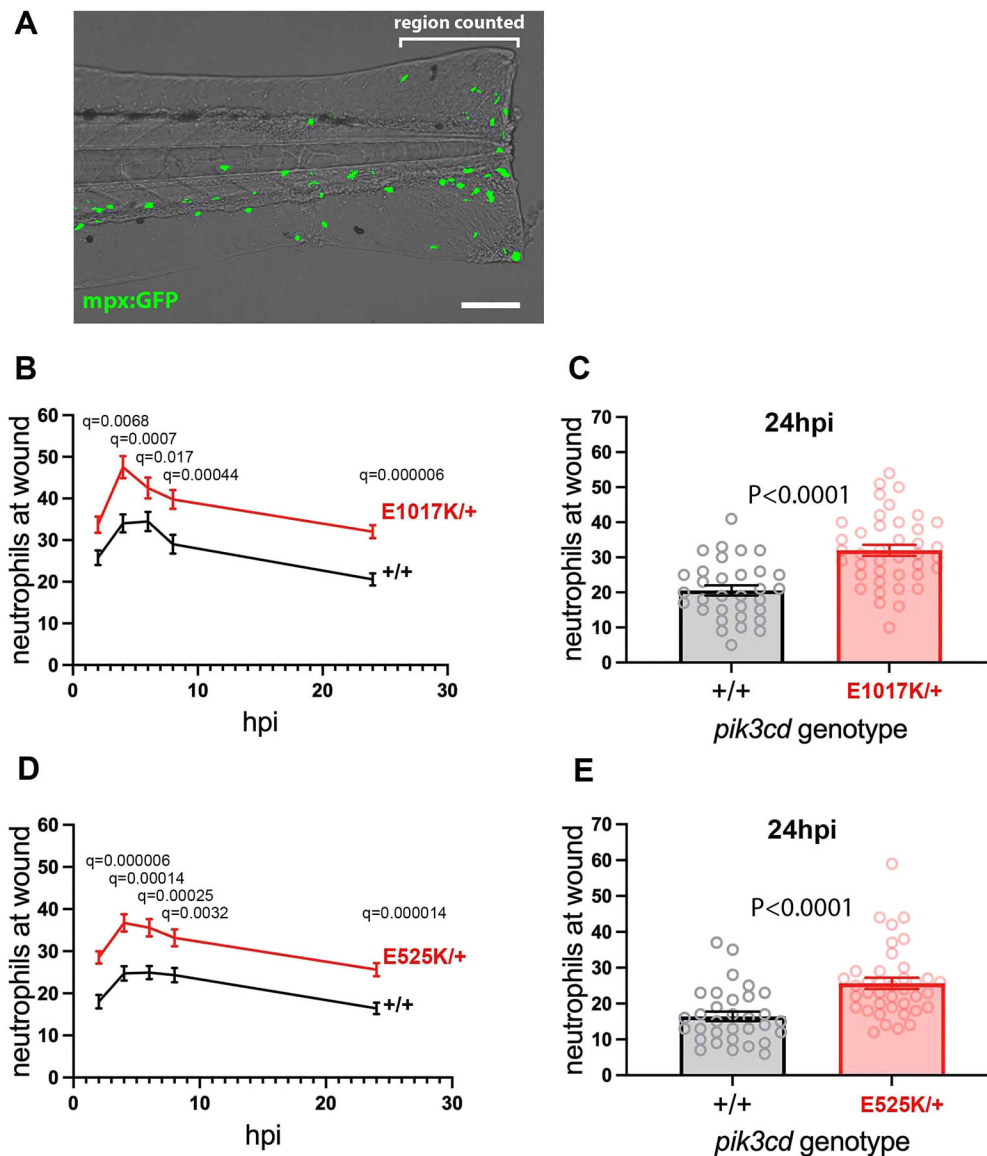 A
region counted
mpx:GFP
B
neutrophils at wound
60
50
40
30
20
10
0
q=0.0068
q=0.0007
q=0.017
q=0.00044
q=0.000006
E1017K/+
+/+
0
10
20
30
hpi
C
24hpi
neutrophils at wound
70
60
50
40
30
20
10
0
P<0.0001
+/+
E1017K/+
pik3cd genotype
D
neutrophils at wound
60
50
40
30
20
10
0
q=0.000006
q=0.00014
q=0.00025
q=0.0032
q=0.000014
E525K/+
+/+
0
10
20
30
hpi
E
24hpi
neutrophils at wound
70
60
50
40
30
20
10
0
P<0.0001
+/+
E525K/+
pik3cd genotype